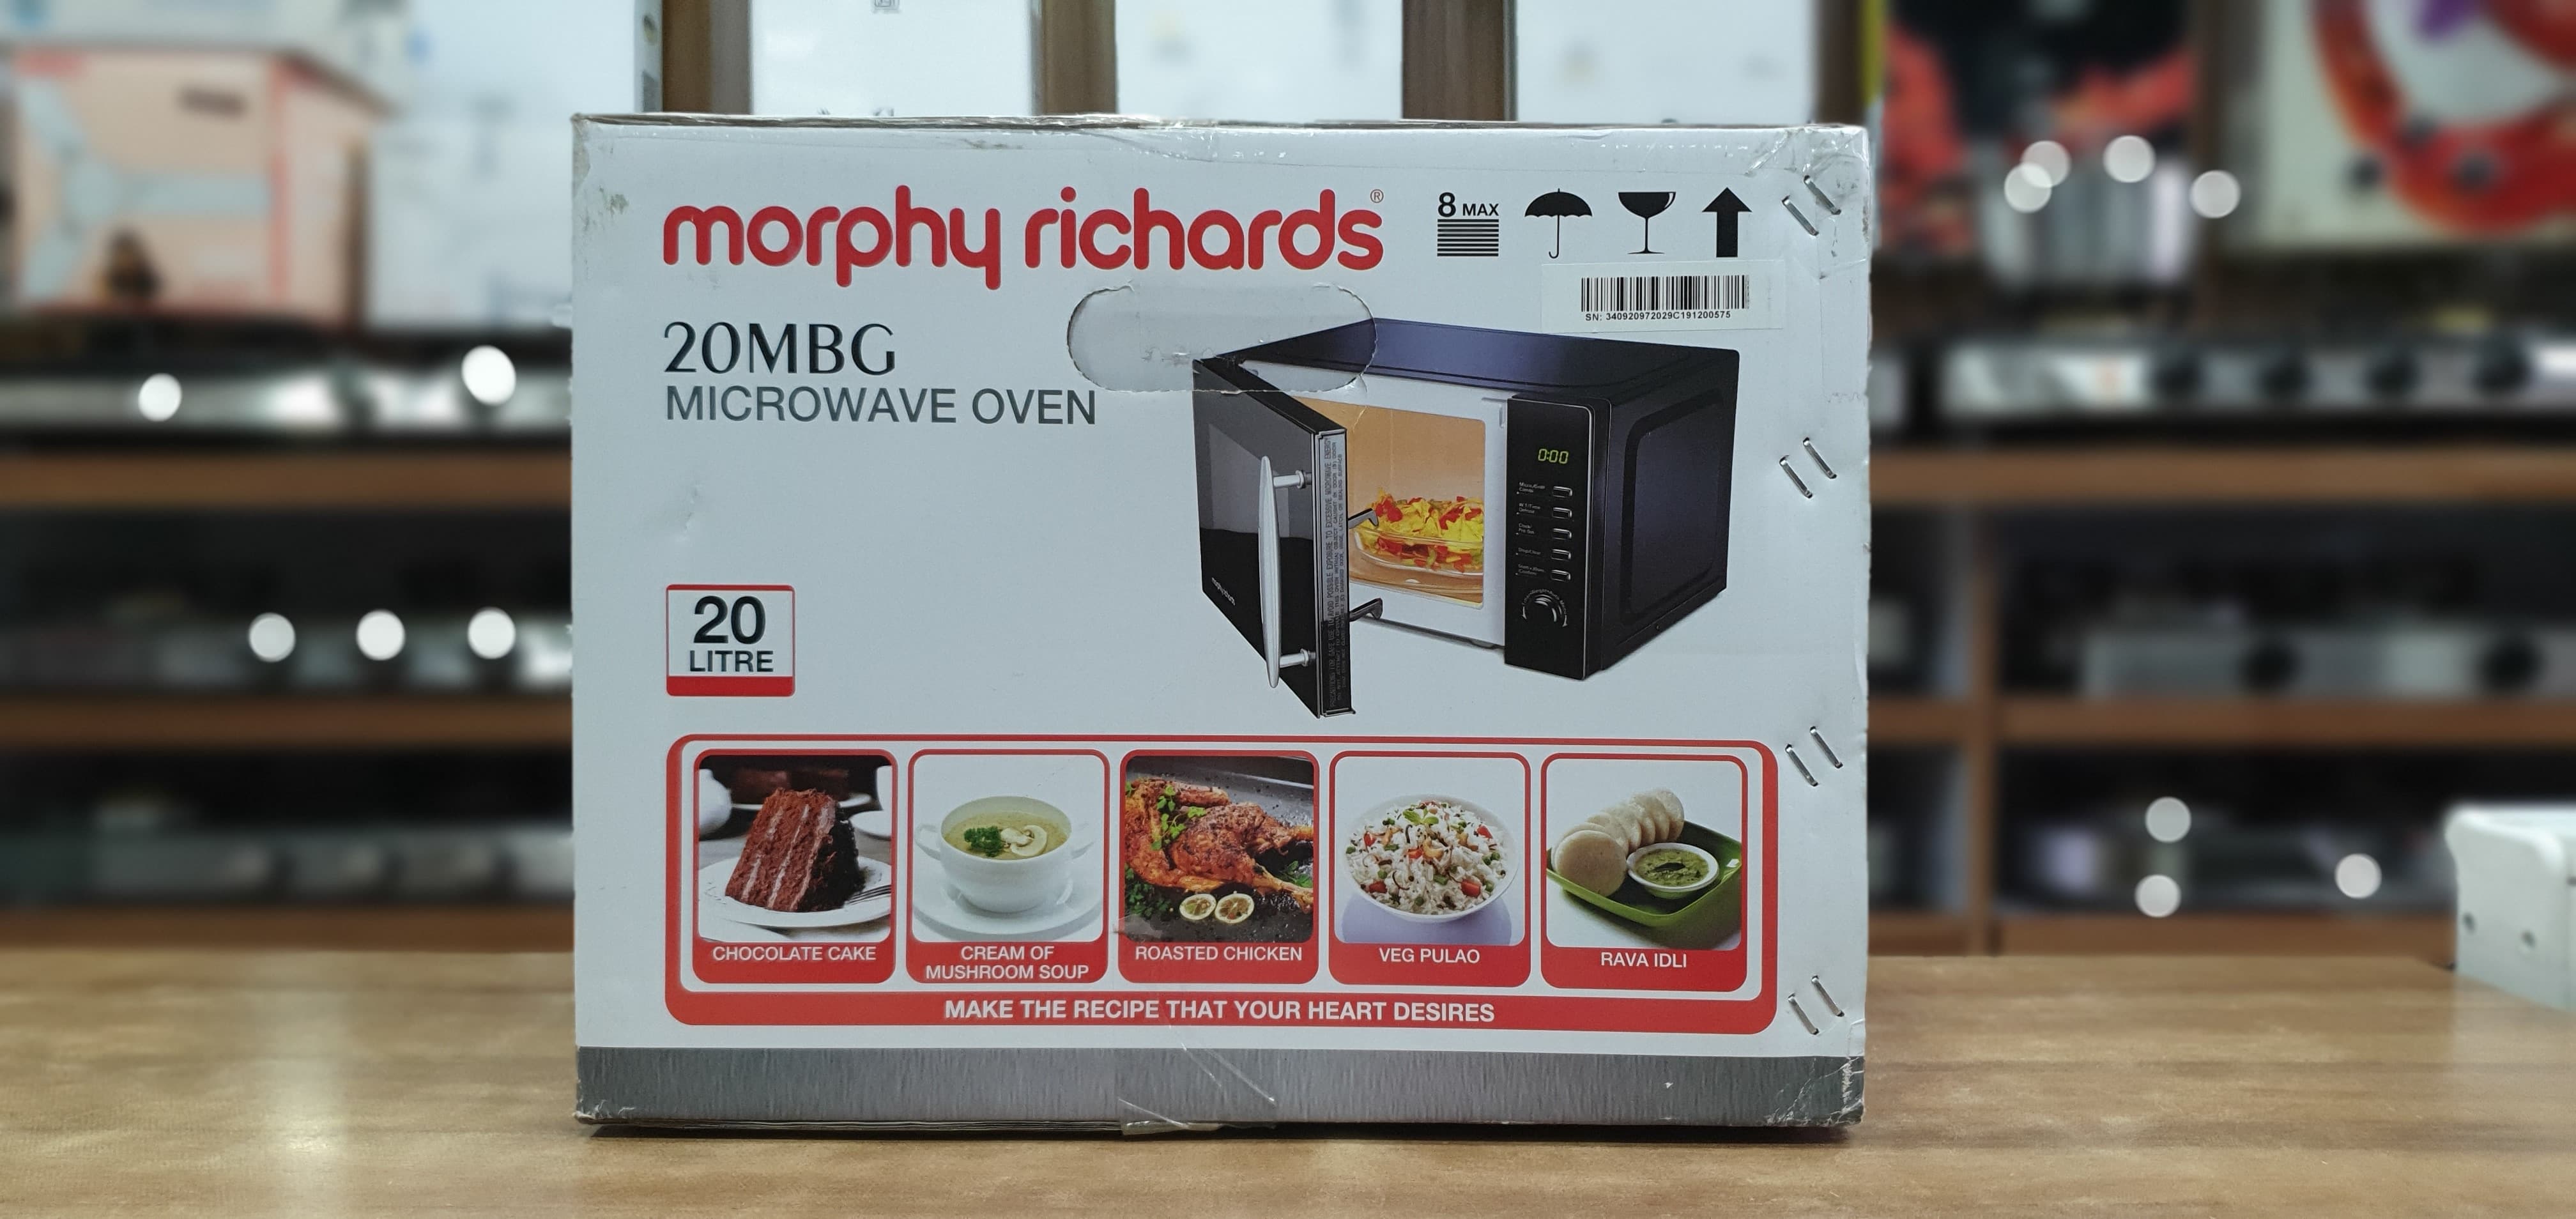 morphy richards®
8 MAX
SN: 340920972029C191200575
20MBG
MICROWAVE OVEN
0:00
20
LITRE
CHOCOLATE CAKE
CREAM OF
MUSHROOM SOUP
ROASTED CHICKEN
VEG PULAO
RAVA IDLI
MAKE THE RECIPE THAT YOUR HEART DESIRES